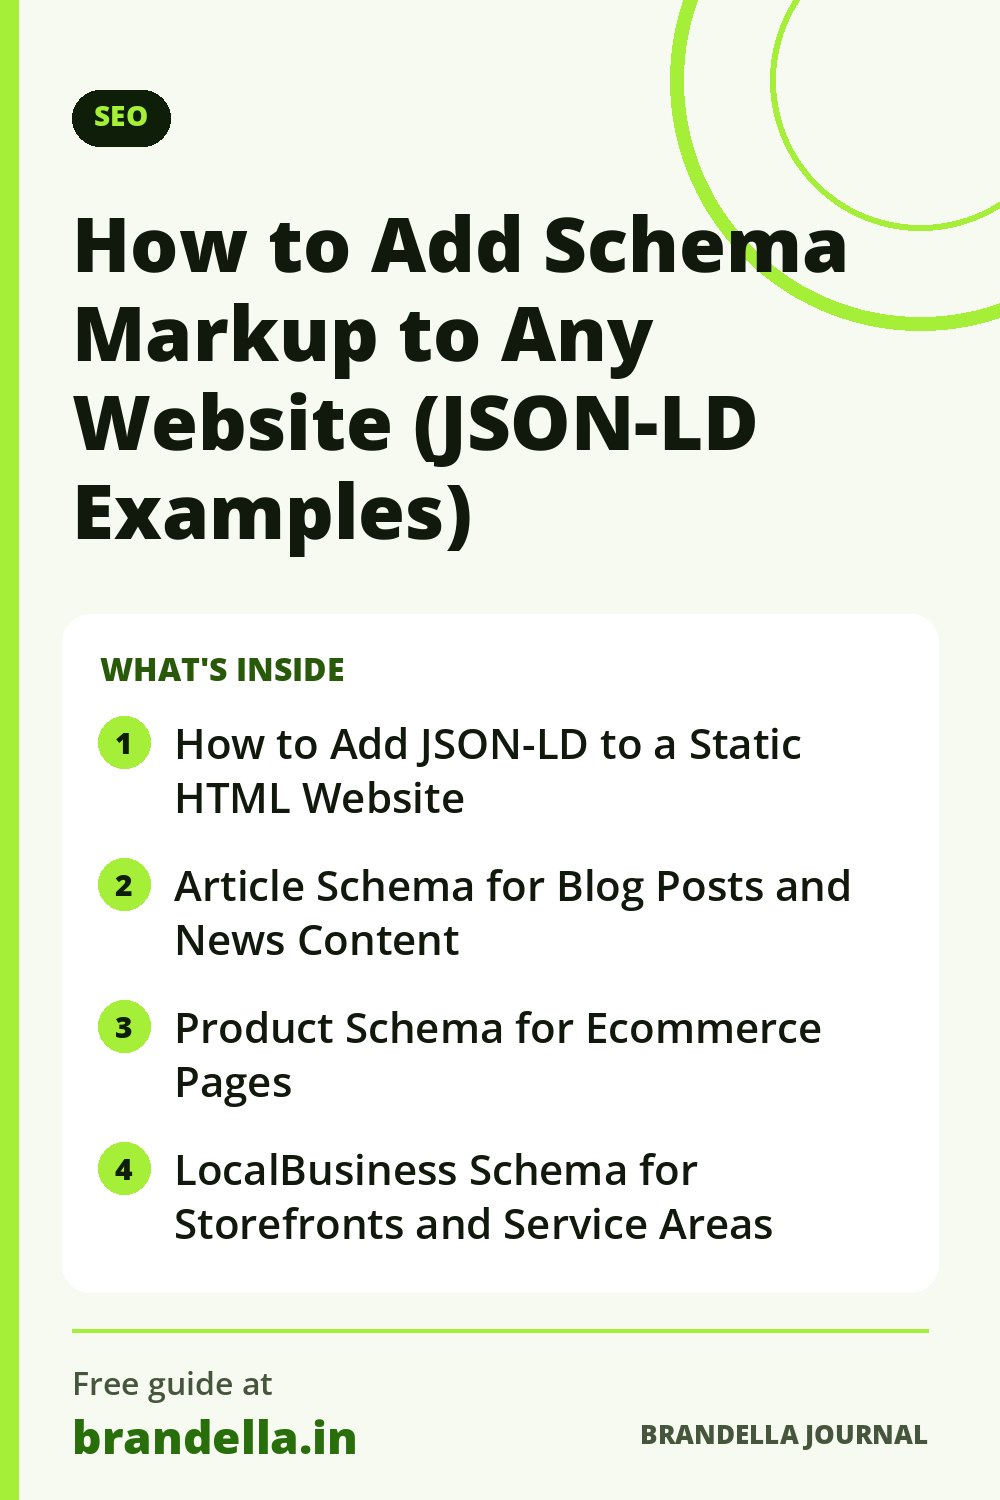 SEO
How to Add Schema
Markup to Any
Website (JSON-LD
Examples)
WHAT'S INSIDE
1 How to Add JSON-LD to a Static
HTML Website
2 Article Schema for Blog Posts and
News Content
3 Product Schema for Ecommerce
Pages
4 LocalBusiness Schema for
Storefronts and Service Areas
Free guide at
brandella.in
BRANDELLA JOURNAL